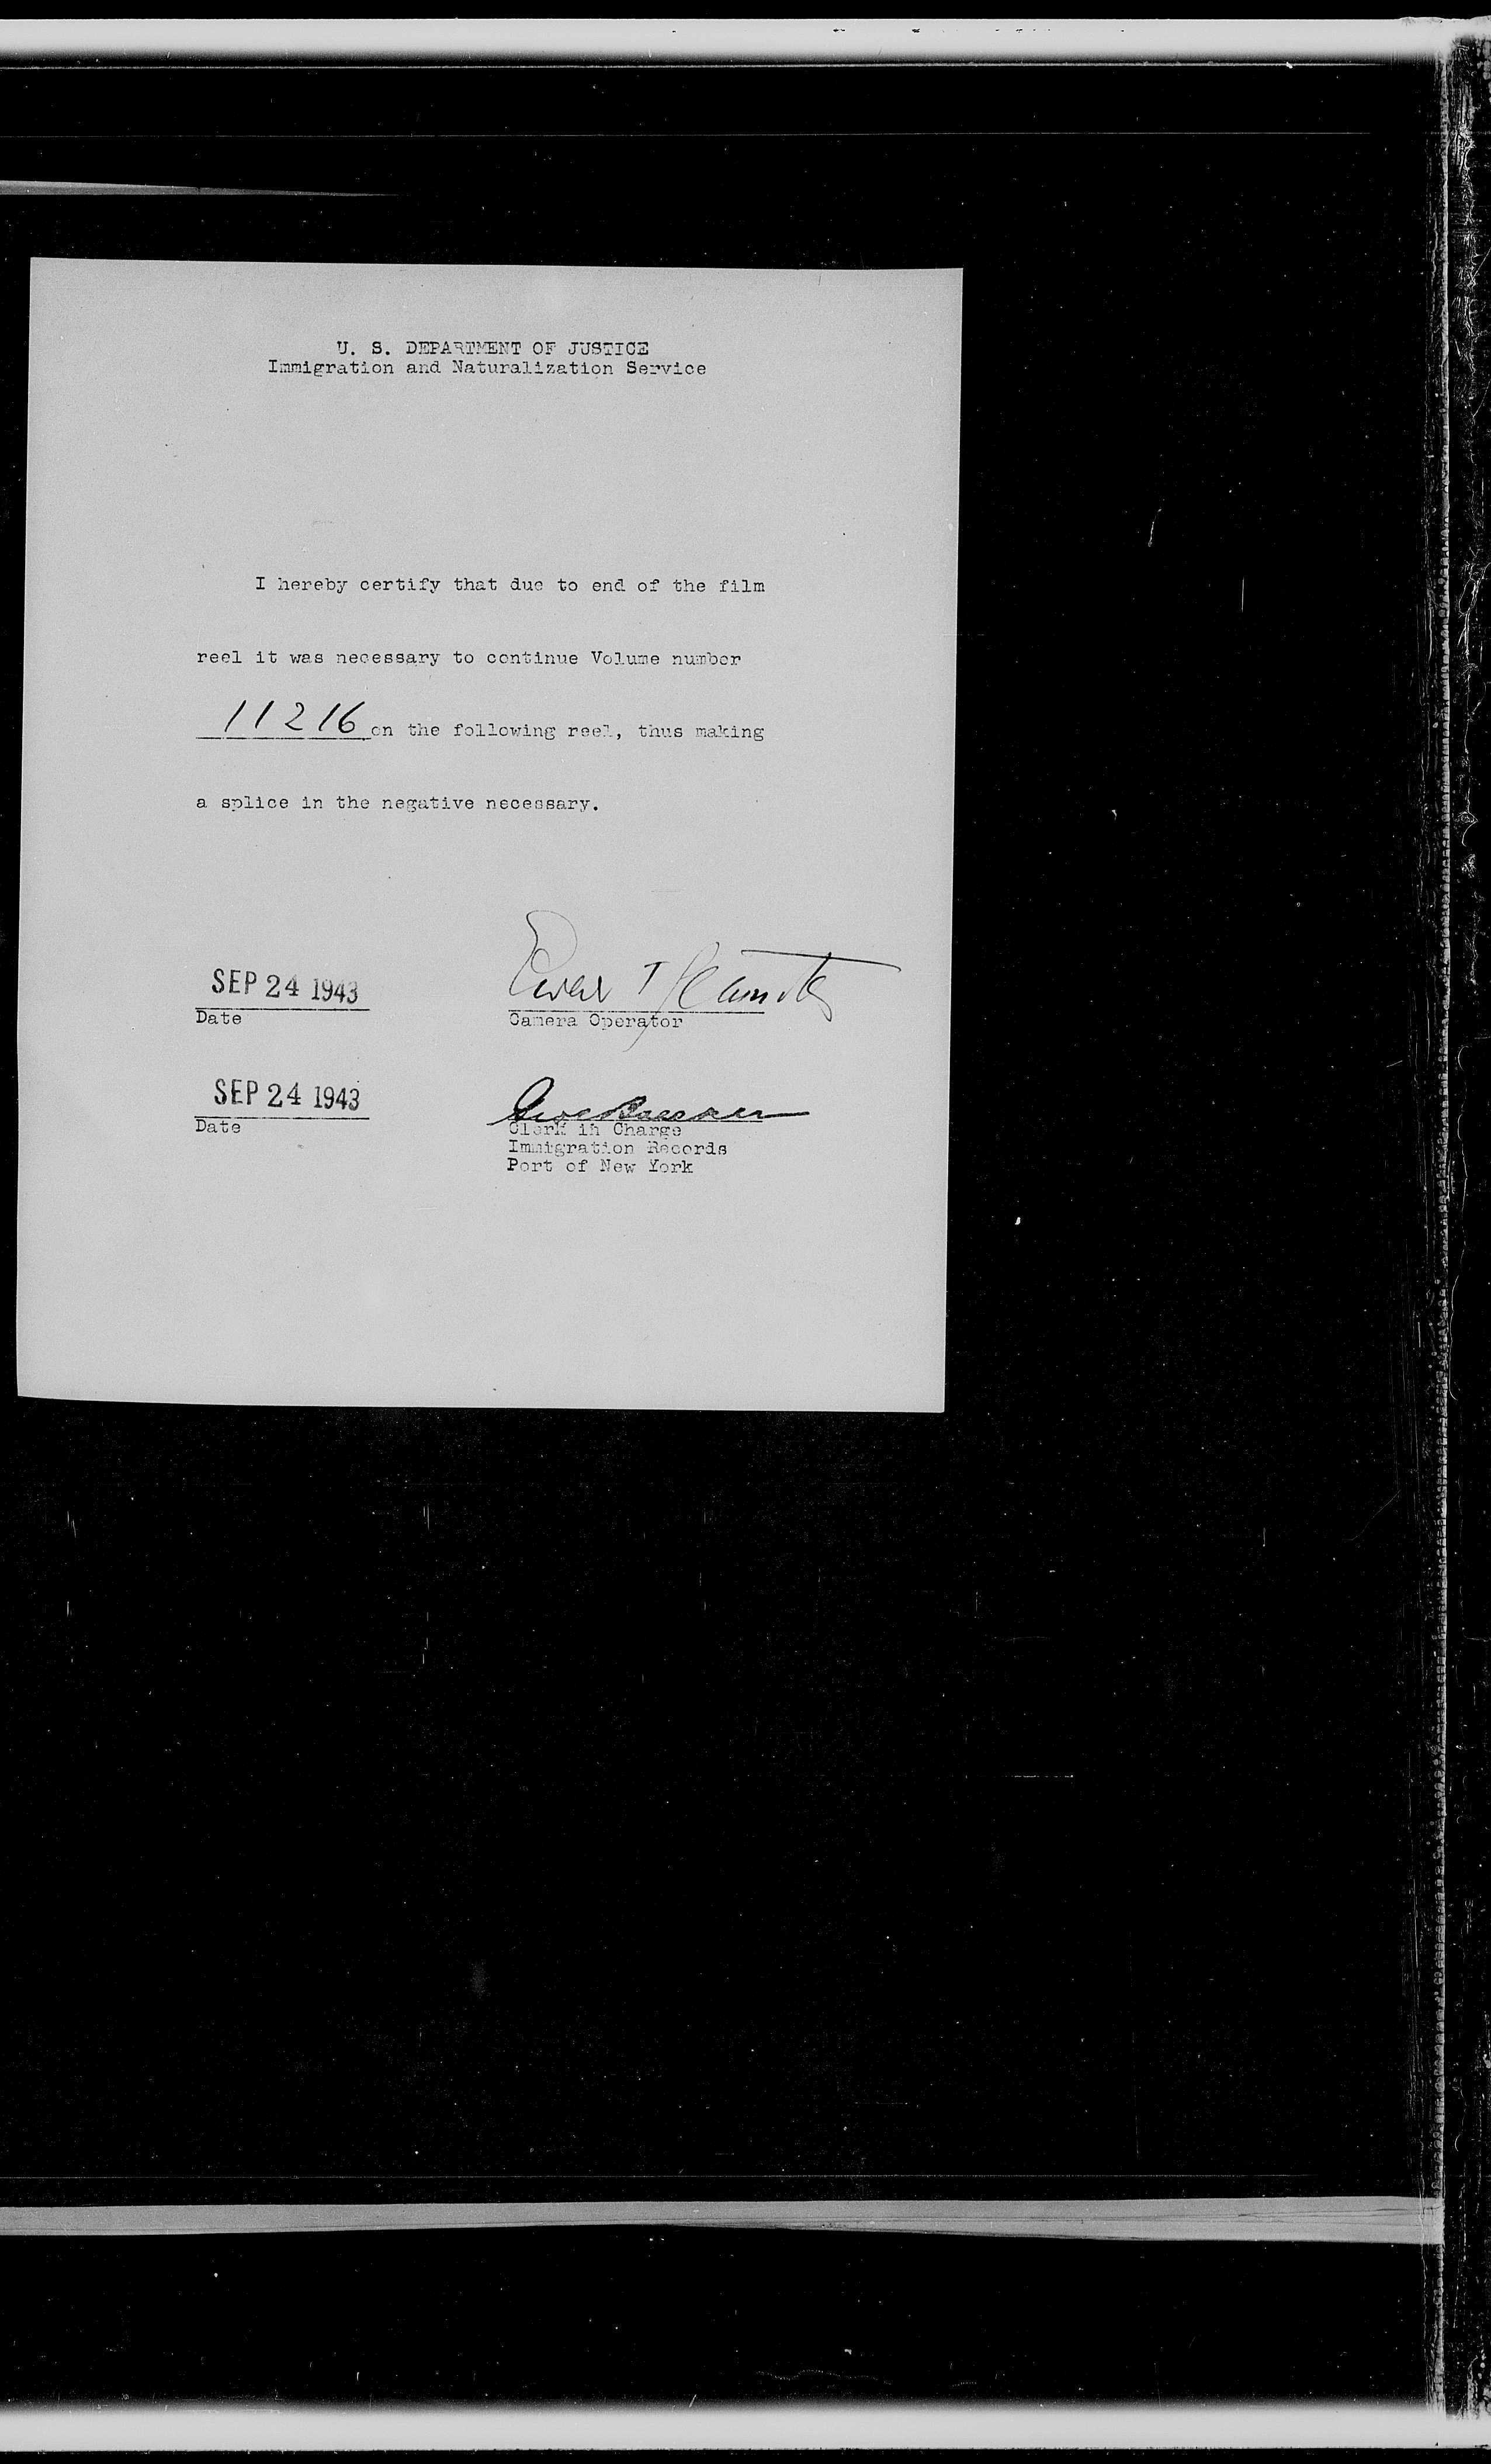 U. S. DEPARTMENT OF JUSTICE
Immigration and Naturalization Service
I hereby certify that due to end of the film
reel it was necessary to continue Volume number
11216 on the following reel, thus making
a splice in the negative necessary.
SEP 24 1943
Date
Camera Operator
SEP 24 1943
Date
Clerk in Charge
Immigration Records
Port of New York